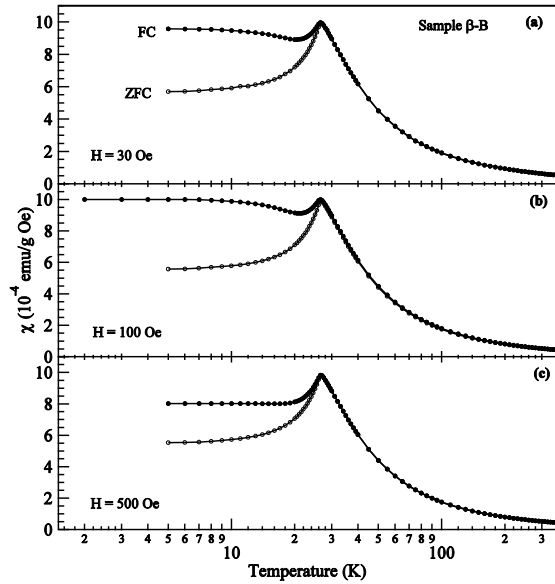 Sample β-B (a)
10
FC
8
6
ZFC
4
2
H = 30 Oe
0
10
(b)
8
6
4
2
H = 100 Oe
0
χ (10⁻⁴ emu/g Oe)
10
(c)
8
6
4
2
H = 500 Oe
0
2 3 4 5 6 7 8 9 10 2 3 4 5 6 7 8 9 100 2 3
Temperature (K)